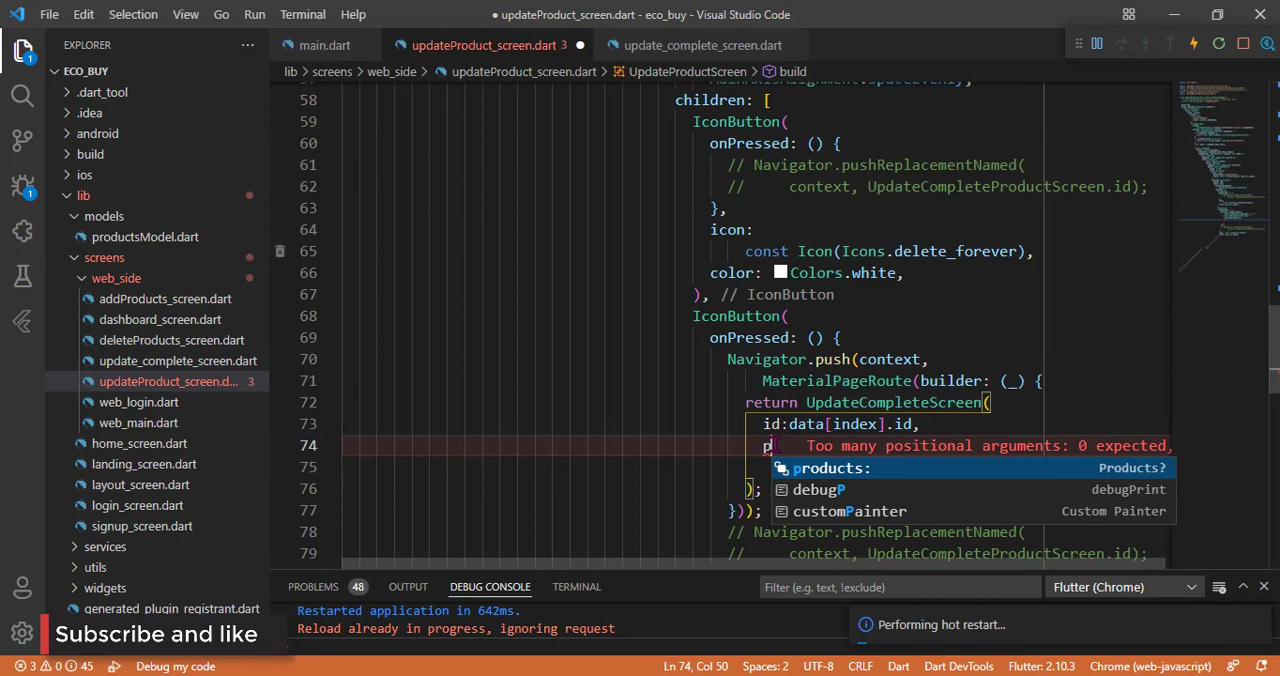 File Edit Selection View Go Run Terminal Help
● updateProduct_screen.dart - eco_buy - Visual Studio Code
EXPLORER
main.dart
updateProduct_screen.dart 3 ●
update_complete_screen.dart
1
ECO_BUY
lib > screens > web_side > updateProduct_screen.dart > UpdateProductScreen > build
.dart_tool
.idea
android
build
ios
lib
models
productsModel.dart
screens
web_side
addProducts_screen.dart
dashboard_screen.dart
deleteProducts_screen.dart
update_complete_screen.dart
updateProduct_screen.d... 3
web_login.dart
web_main.dart
home_screen.dart
landing_screen.dart
layout_screen.dart
login_screen.dart
signup_screen.dart
services
utils
widgets
generated_plugin_registrant.dart
1
58 children: [
59 IconButton(
60 onPressed: () {
61 // Navigator.pushReplacementNamed(
62 // context, UpdateCompleteProductScreen.id);
63 },
64 icon:
65 const Icon(Icons.delete_forever),
66 color: Colors.white,
67 ), // IconButton
68 IconButton(
69 onPressed: () {
70 Navigator.push(context,
71 MaterialPageRoute(builder: (_) {
72 return UpdateCompleteScreen(
73 id:data[index].id,
74 p Too many positional arguments: 0 expected,
75
76 );
77 }));
78 // Navigator.pushReplacementNamed(
79 // context, UpdateCompleteProductScreen.id);
products: Products?
debugP debugPrint
customPainter Custom Painter
PROBLEMS 48 OUTPUT DEBUG CONSOLE TERMINAL
Filter (e.g. text, !exclude)
Flutter (Chrome)
Restarted application in 642ms.
Reload already in progress, ignoring request
Performing hot restart...
Subscribe and like
3 0 45 Debug my code
Ln 74, Col 50 Spaces: 2 UTF-8 CRLF Dart Dart DevTools Flutter: 2.10.3 Chrome (web-javascript)